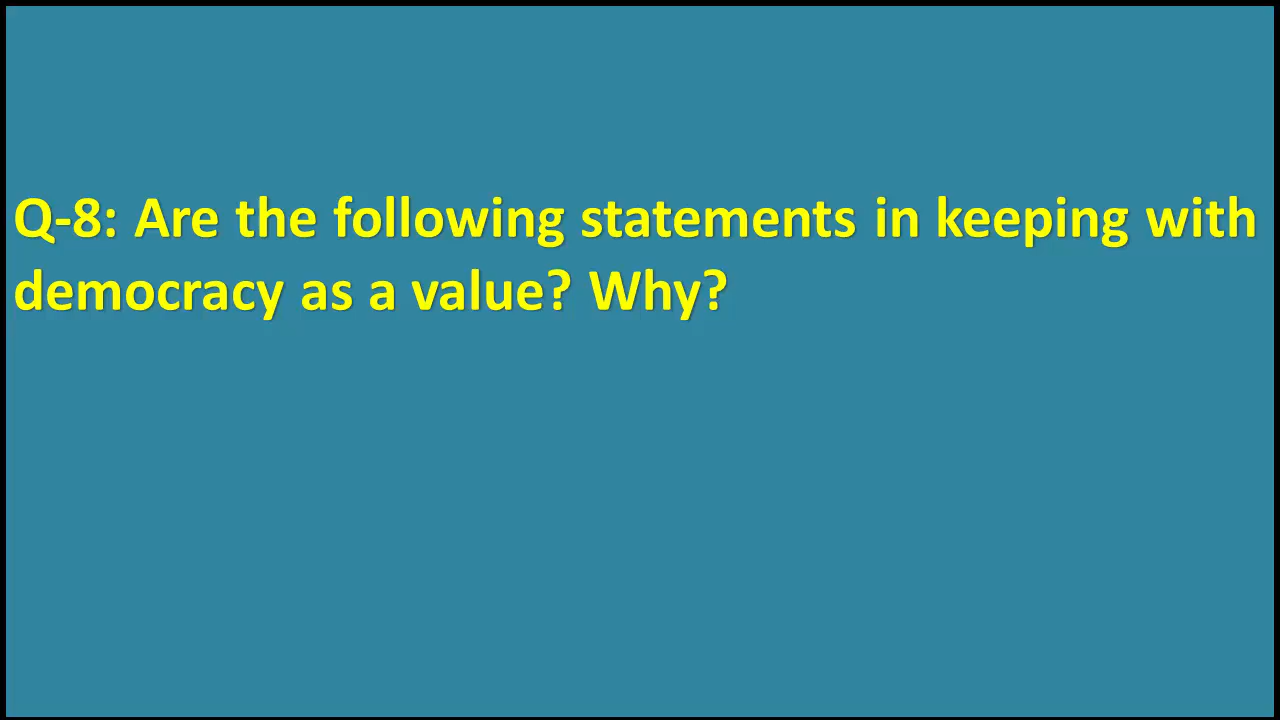 Q-8: Are the following statements in keeping with
democracy as a value? Why?